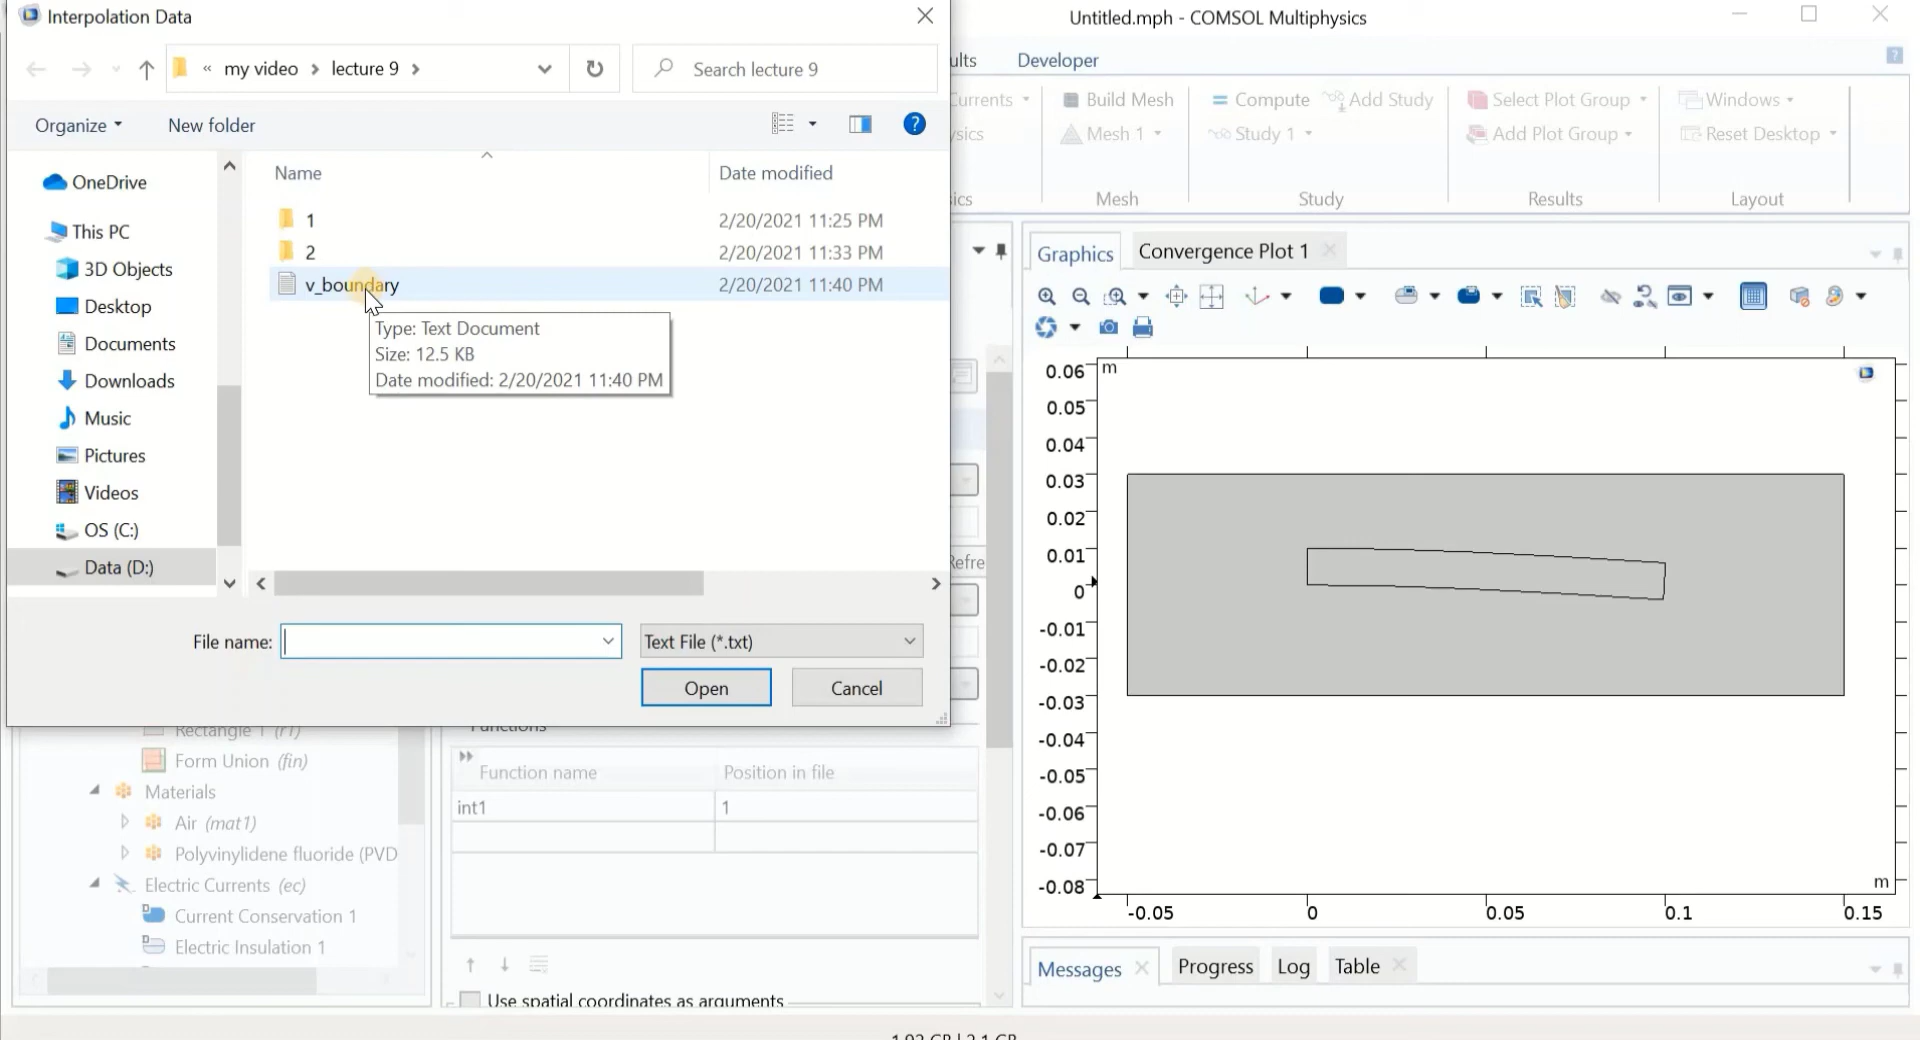 Interpolation Data
Untitled.mph - COMSOL Multiphysics
« my video › lecture 9 ›
Search lecture 9
Developer
Organize
New folder
Build Mesh
Compute
Add Study
Select Plot Group
Windows
Mesh 1
Study 1
Add Plot Group
Reset Desktop
Mesh
Study
Results
Layout
Name
Date modified
OneDrive
This PC
3D Objects
Desktop
Documents
Downloads
Music
Pictures
Videos
OS (C:)
Data (D:)
1
2/20/2021 11:25 PM
2
2/20/2021 11:33 PM
v_boundary
2/20/2021 11:40 PM
Type: Text Document
Size: 12.5 KB
Date modified: 2/20/2021 11:40 PM
File name:
Text File (*.txt)
Open
Cancel
Graphics
Convergence Plot 1
m
0.06
0.05
0.04
0.03
0.02
0.01
0
-0.01
-0.02
-0.03
-0.04
-0.05
-0.06
-0.07
-0.08
m
-0.05
0
0.05
0.1
0.15
Rectangle 1 (r1)
Form Union (fin)
Materials
Air (mat1)
Polyvinylidene fluoride (PVD
Electric Currents (ec)
Current Conservation 1
Electric Insulation 1
Functions
Function name
Position in file
int1
1
Use spatial coordinates as arguments
Messages
Progress
Log
Table